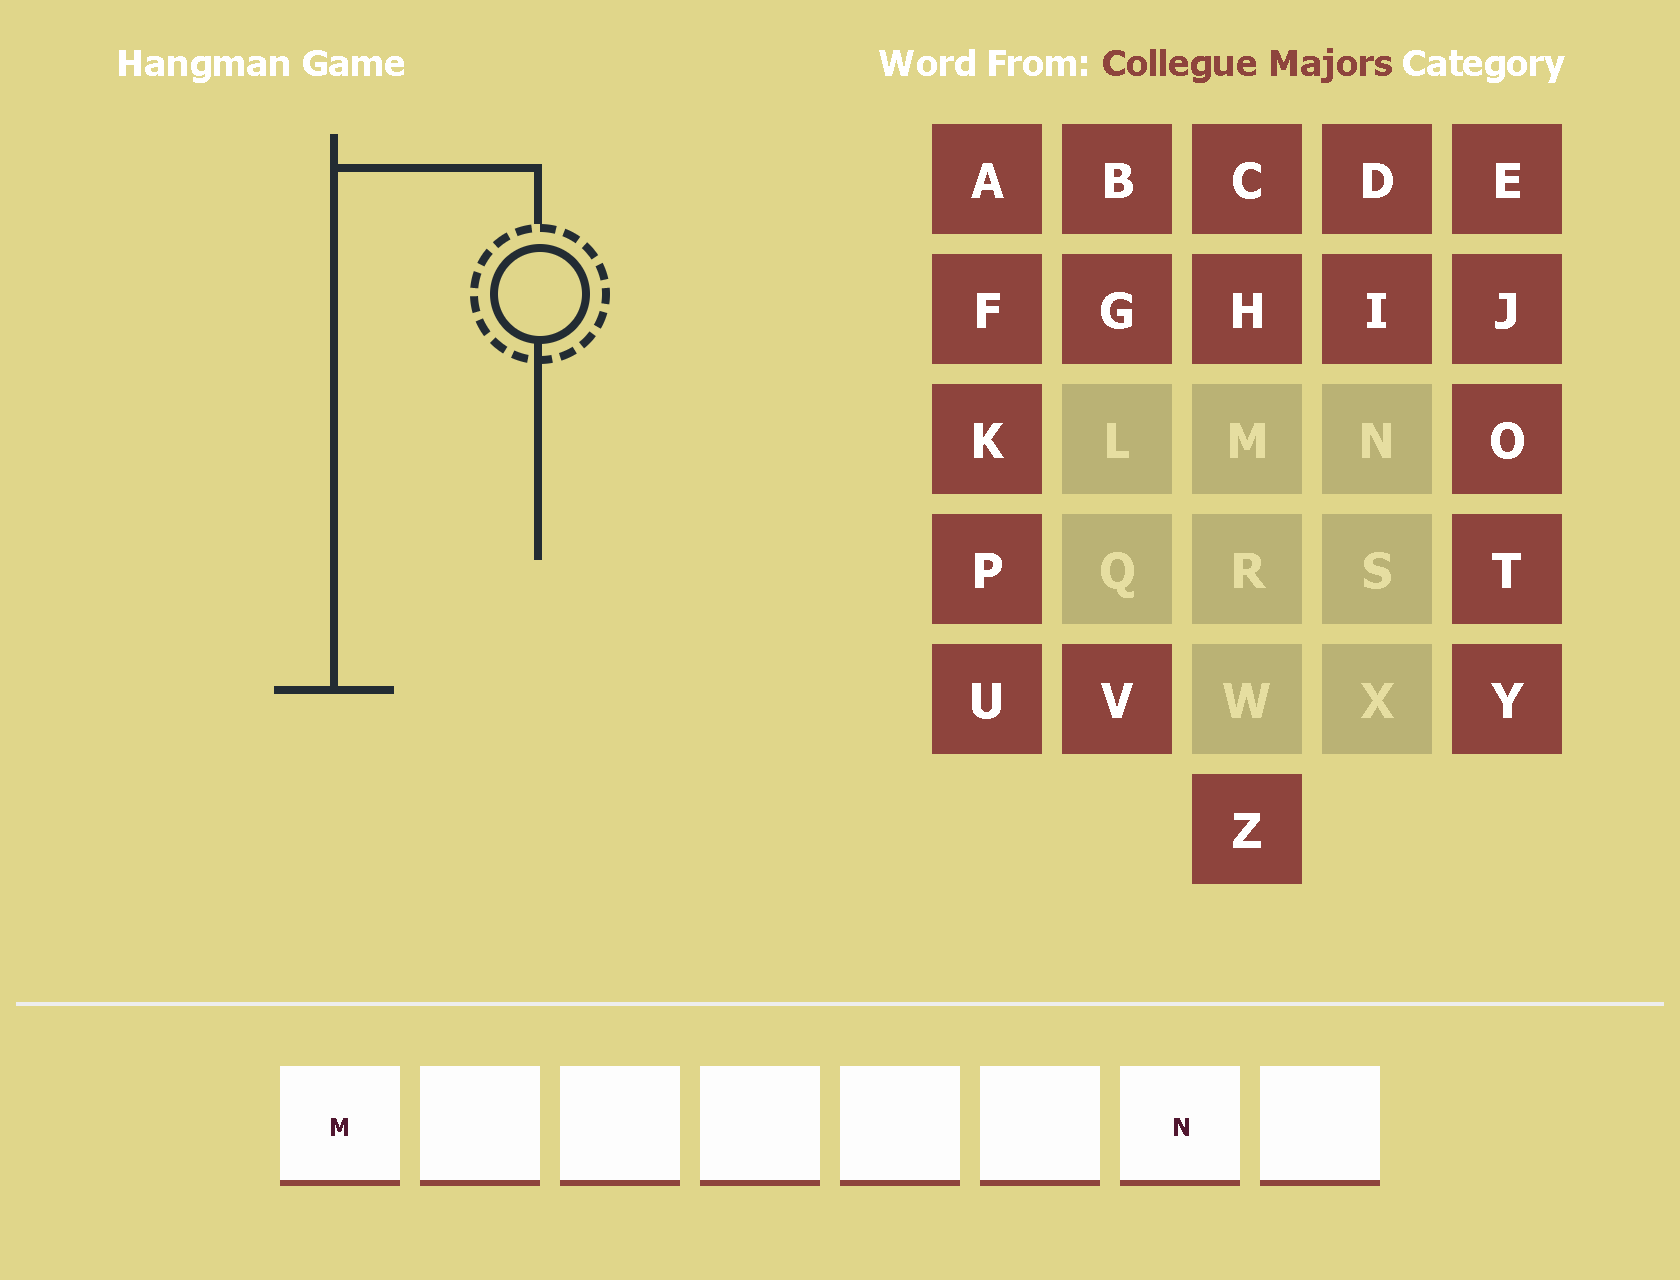 Hangman Game
Word From: Collegue Majors Category
A B C D E
F G H I J
K L M N O
P Q R S T
U V W X Y
Z
M N